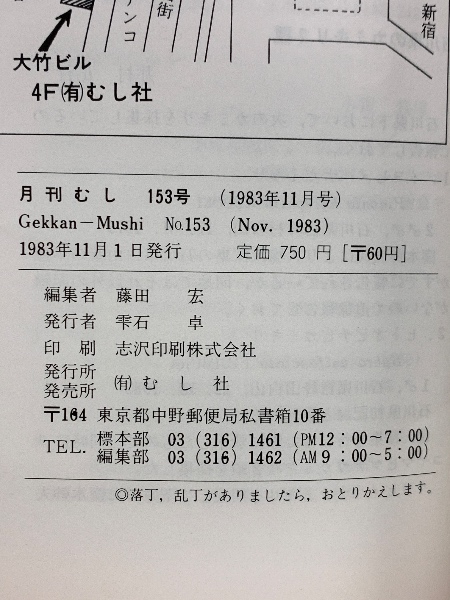 新宿
街
ンコ
大竹ビル
4F㈲むし社
月刊むし 153号 (1983年11月号)
Gekkan－Mushi No.153 (Nov. 1983)
1983年11月1日発行 定価 750円 [〒60円]
編集者 藤田 宏
発行者 雫石 卓
印刷 志沢印刷株式会社
発行所
発売所 ㈲むし社
〒164 東京都中野郵便局私書箱10番
TEL. 標本部 03 (316) 1461 (PM12：00～7：00)
編集部 03 (316) 1462 (AM 9：00～5：00)
◎落丁，乱丁がありましたら，おとりかえします。